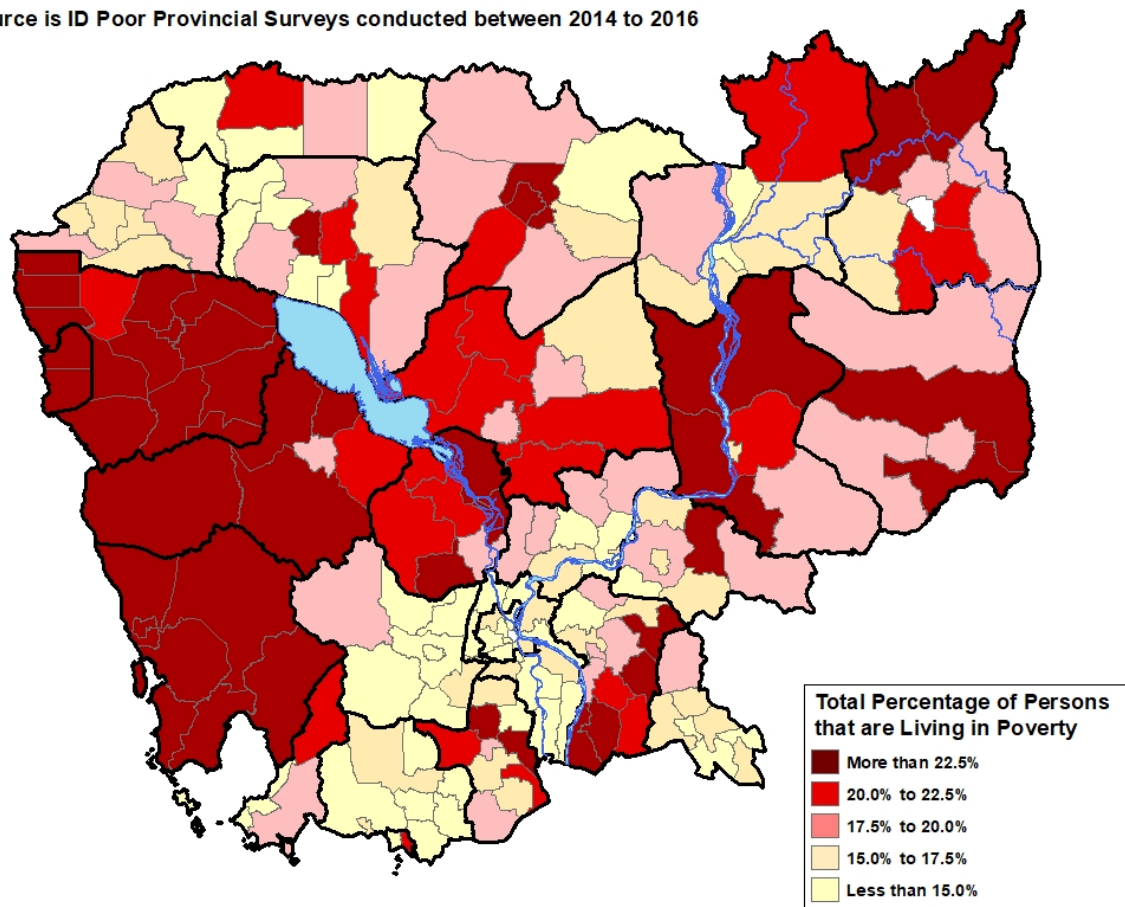 urce is ID Poor Provincial Surveys conducted between 2014 to 2016
Total Percentage of Persons
that are Living in Poverty
More than 22.5%
20.0% to 22.5%
17.5% to 20.0%
15.0% to 17.5%
Less than 15.0%